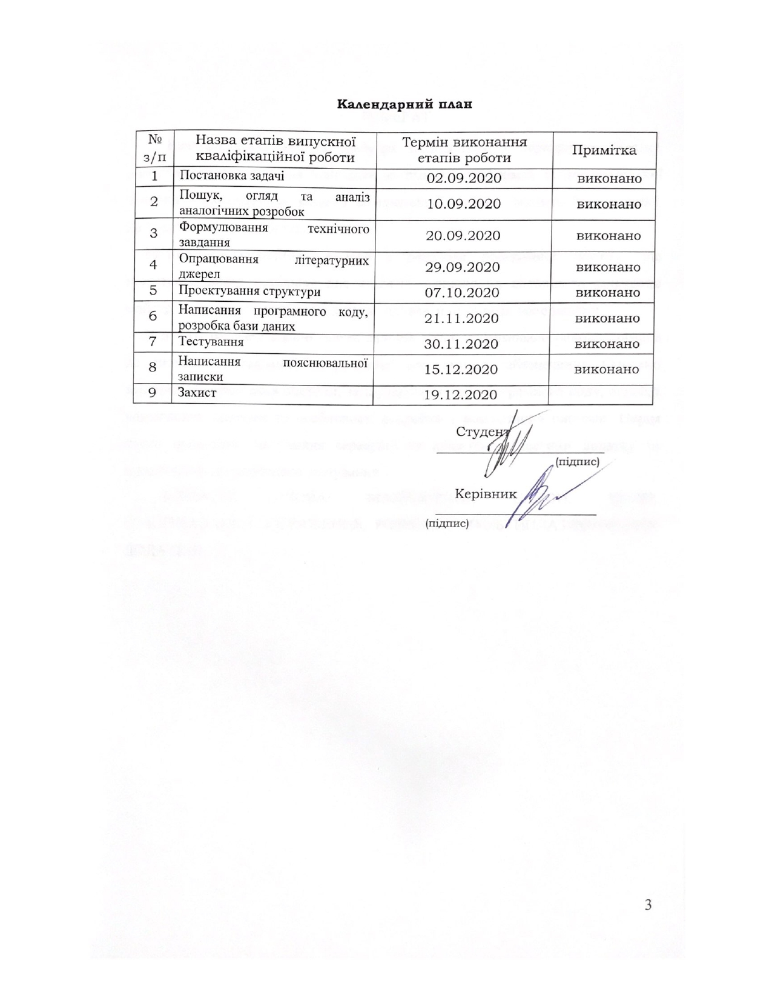 Календарний план
№ з/п Назва етапів випускної кваліфікаційної роботи Термін виконання етапів роботи Примітка
1 Постановка задачі 02.09.2020 виконано
2 Пошук, огляд та аналіз аналогічних розробок 10.09.2020 виконано
3 Формулювання технічного завдання 20.09.2020 виконано
4 Опрацювання літературних джерел 29.09.2020 виконано
5 Проектування структури 07.10.2020 виконано
6 Написання програмного коду, розробка бази даних 21.11.2020 виконано
7 Тестування 30.11.2020 виконано
8 Написання пояснювальної записки 15.12.2020 виконано
9 Захист 19.12.2020
Студент
(підпис)
Керівник
(підпис)
3